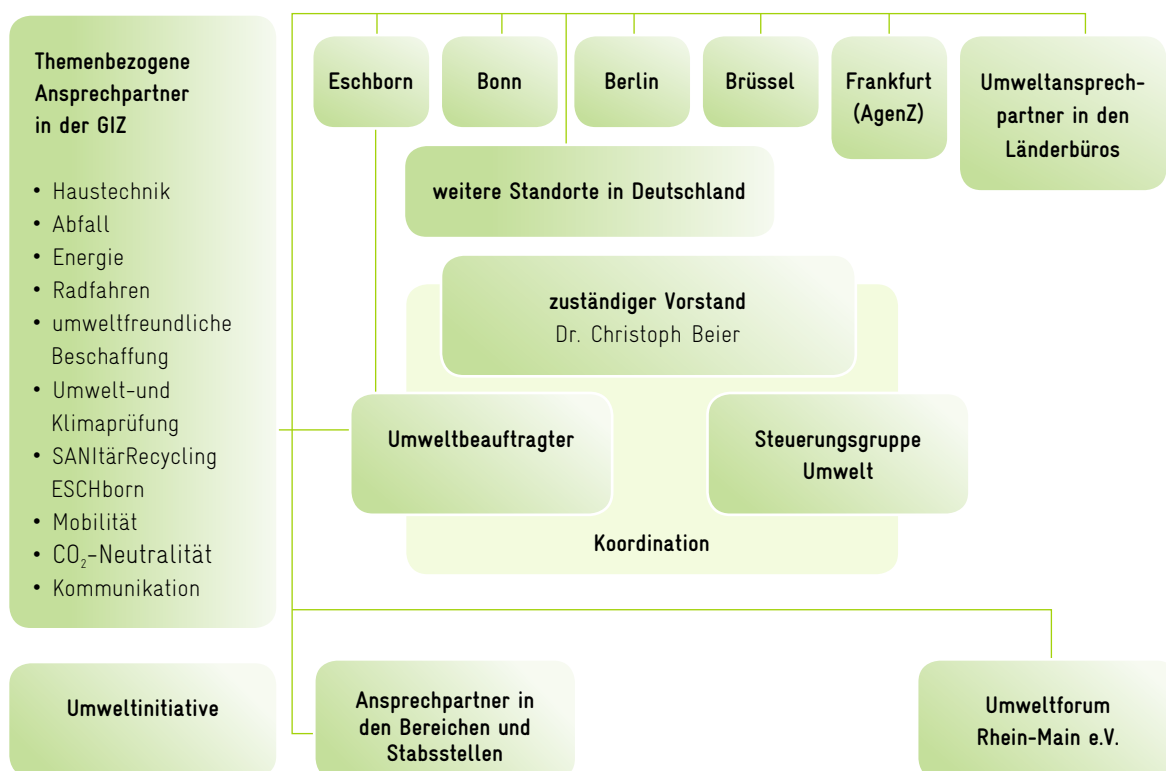 Themenbezogene
Ansprechpartner
in der GIZ
• Haustechnik
• Abfall
• Energie
• Radfahren
• umweltfreundliche
Beschaffung
• Umwelt-und
Klimaprüfung
• SANItärRecycling
ESCHborn
• Mobilität
• CO₂-Neutralität
• Kommunikation
Eschborn
Bonn
Berlin
Brüssel
Frankfurt
(AgenZ)
Umweltansprech-
partner in den
Länderbüros
weitere Standorte in Deutschland
zuständiger Vorstand
Dr. Christoph Beier
Umweltbeauftragter
Steuerungsgruppe
Umwelt
Koordination
Umweltinitiative
Ansprechpartner in
den Bereichen und
Stabsstellen
Umweltforum
Rhein-Main e.V.